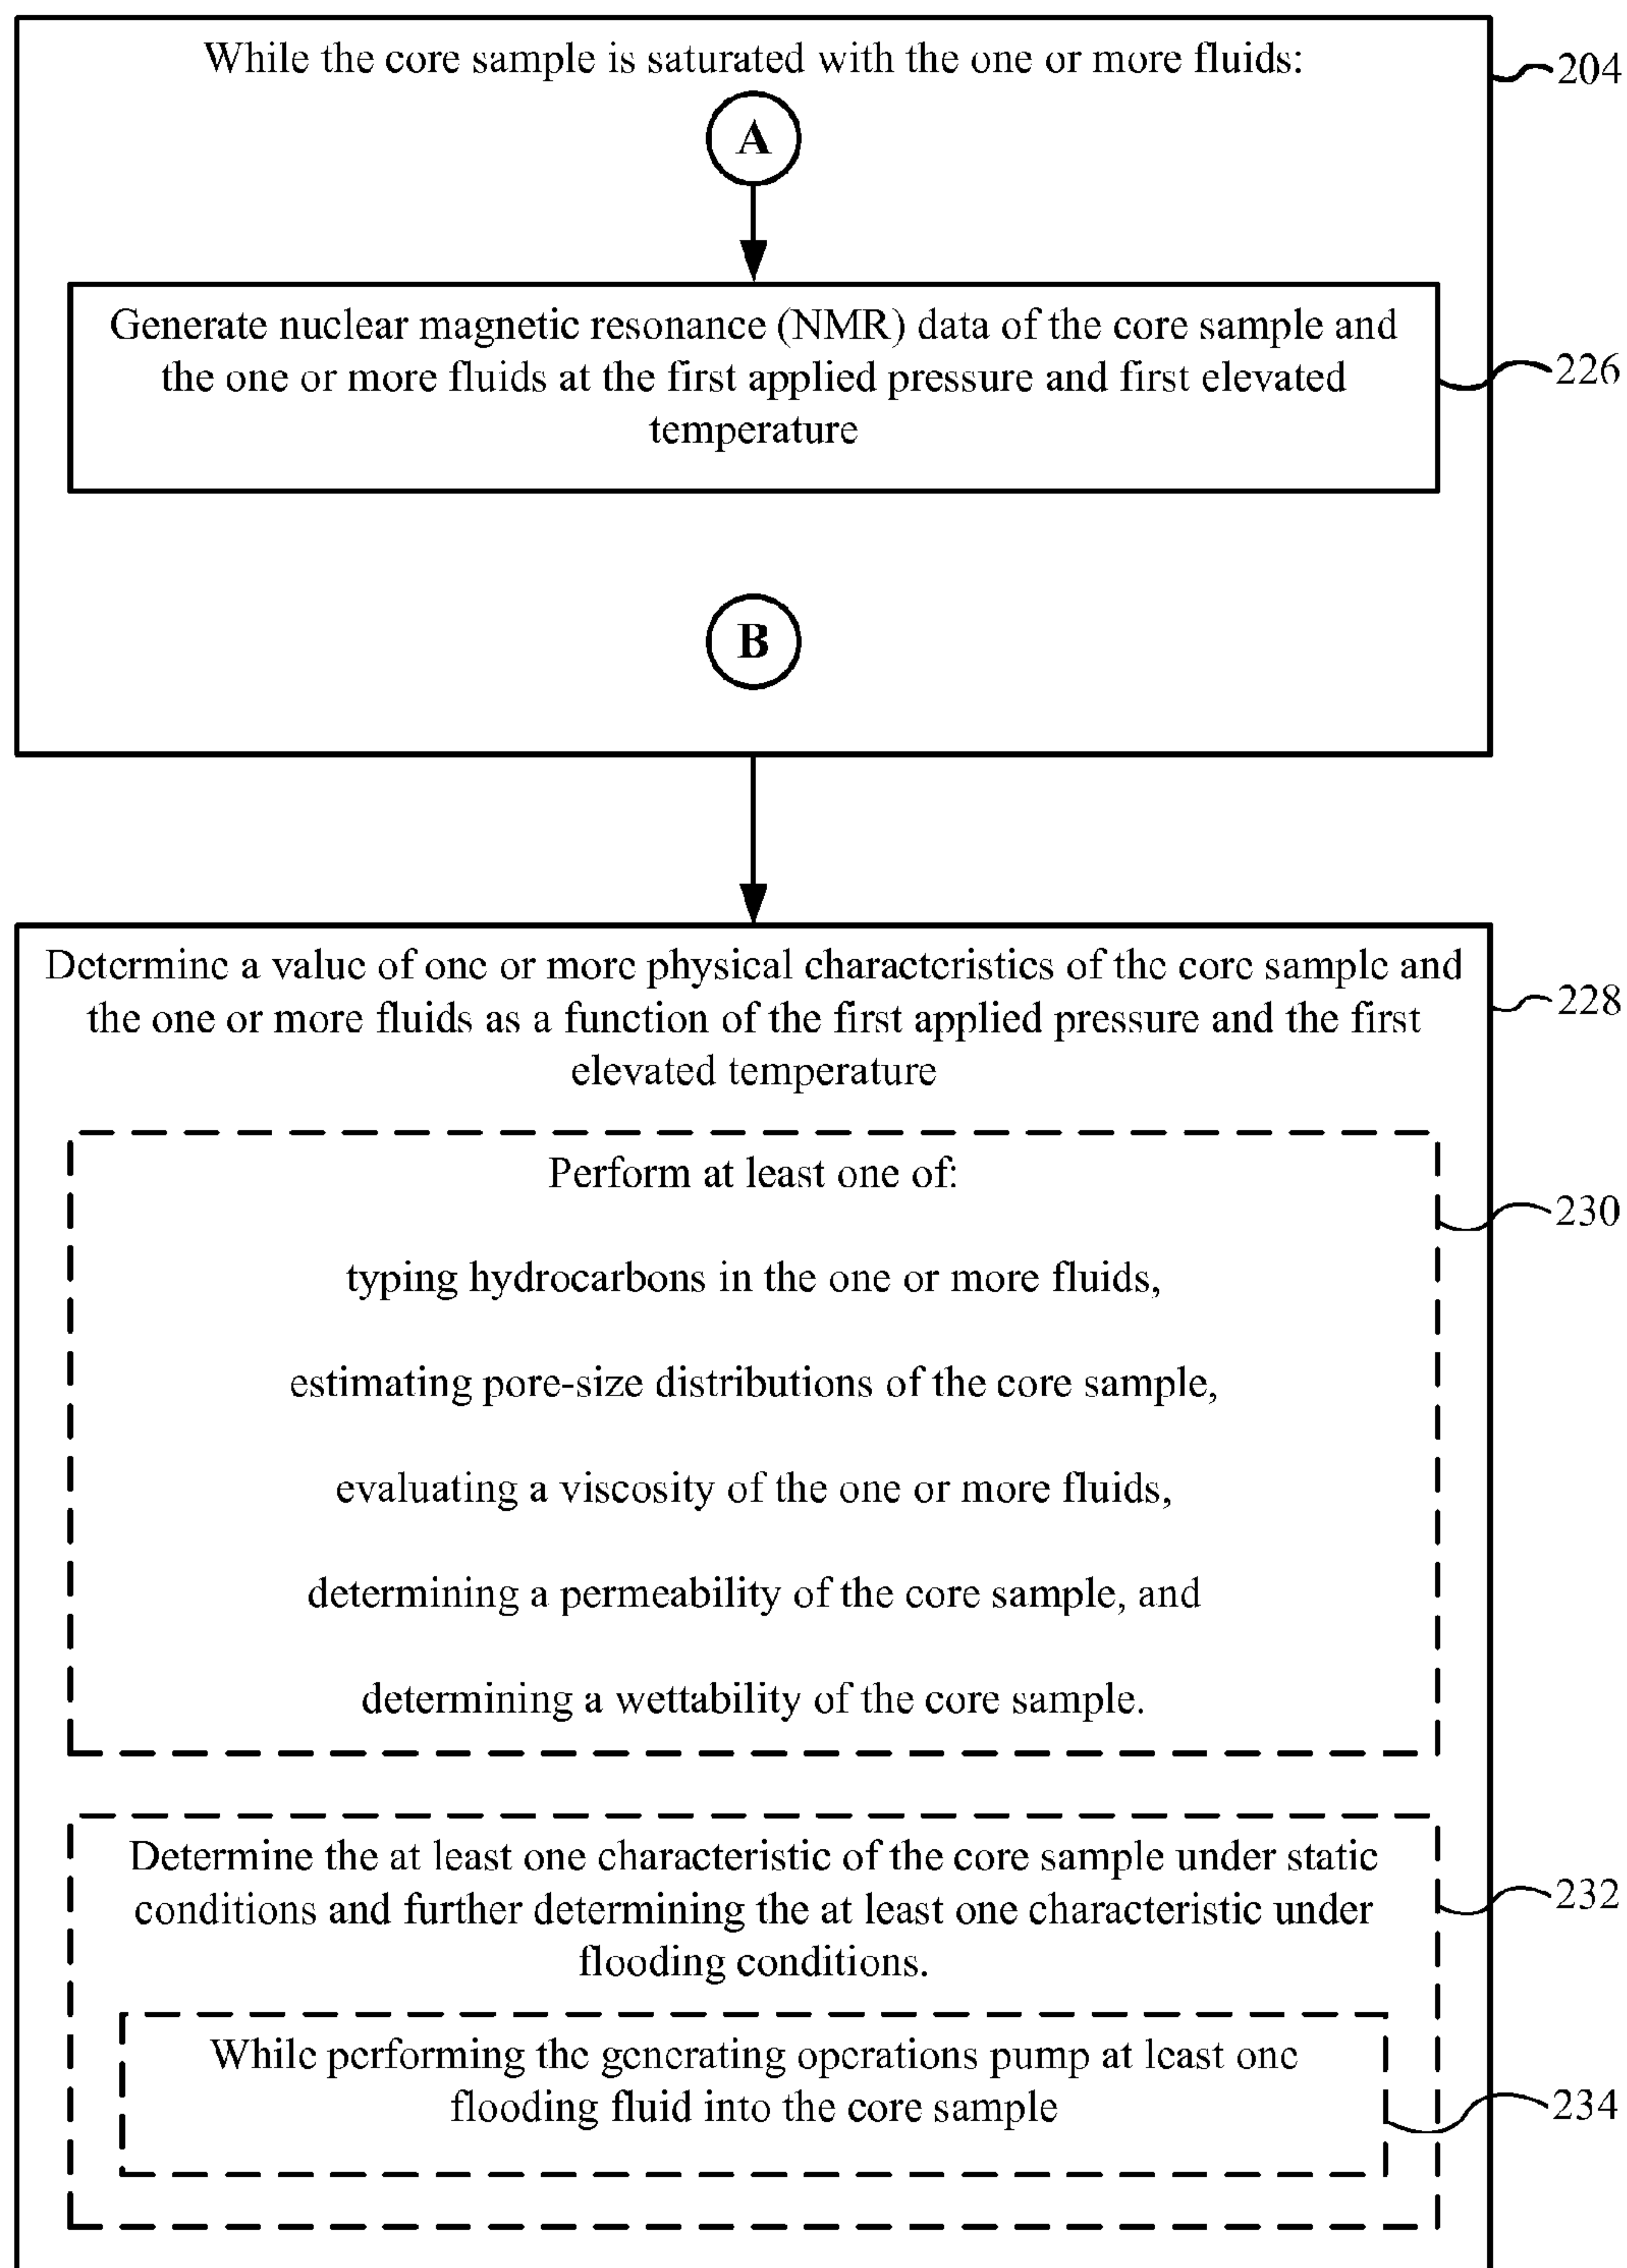 While the core sample is saturated with the one or more fluids:
204
A
Generate nuclear magnetic resonance (NMR) data of the core sample and
the one or more fluids at the first applied pressure and first elevated
temperature
226
B
Determine a value of one or more physical characteristics of the core sample and
the one or more fluids as a function of the first applied pressure and the first
elevated temperature
228
Perform at least one of:
230
typing hydrocarbons in the one or more fluids,
estimating pore-size distributions of the core sample,
evaluating a viscosity of the one or more fluids,
determining a permeability of the core sample, and
determining a wettability of the core sample.
Determine the at least one characteristic of the core sample under static
conditions and further determining the at least one characteristic under
flooding conditions.
232
While performing the generating operations pump at least one
flooding fluid into the core sample
234